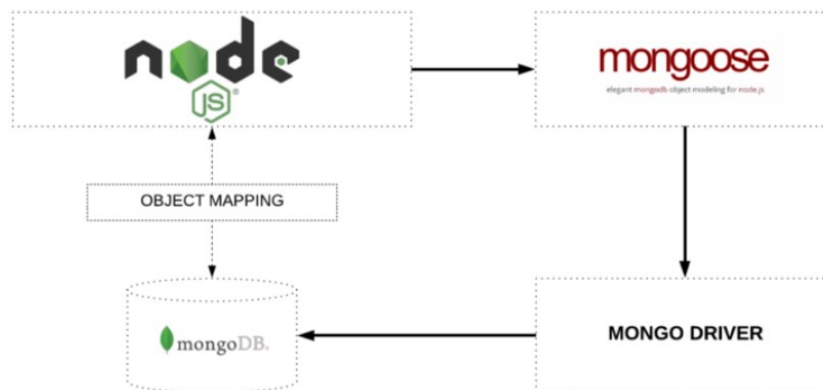 node
JS®
mongoose
elegant mongodb object modeling for node.js
OBJECT MAPPING
mongoDB.
MONGO DRIVER